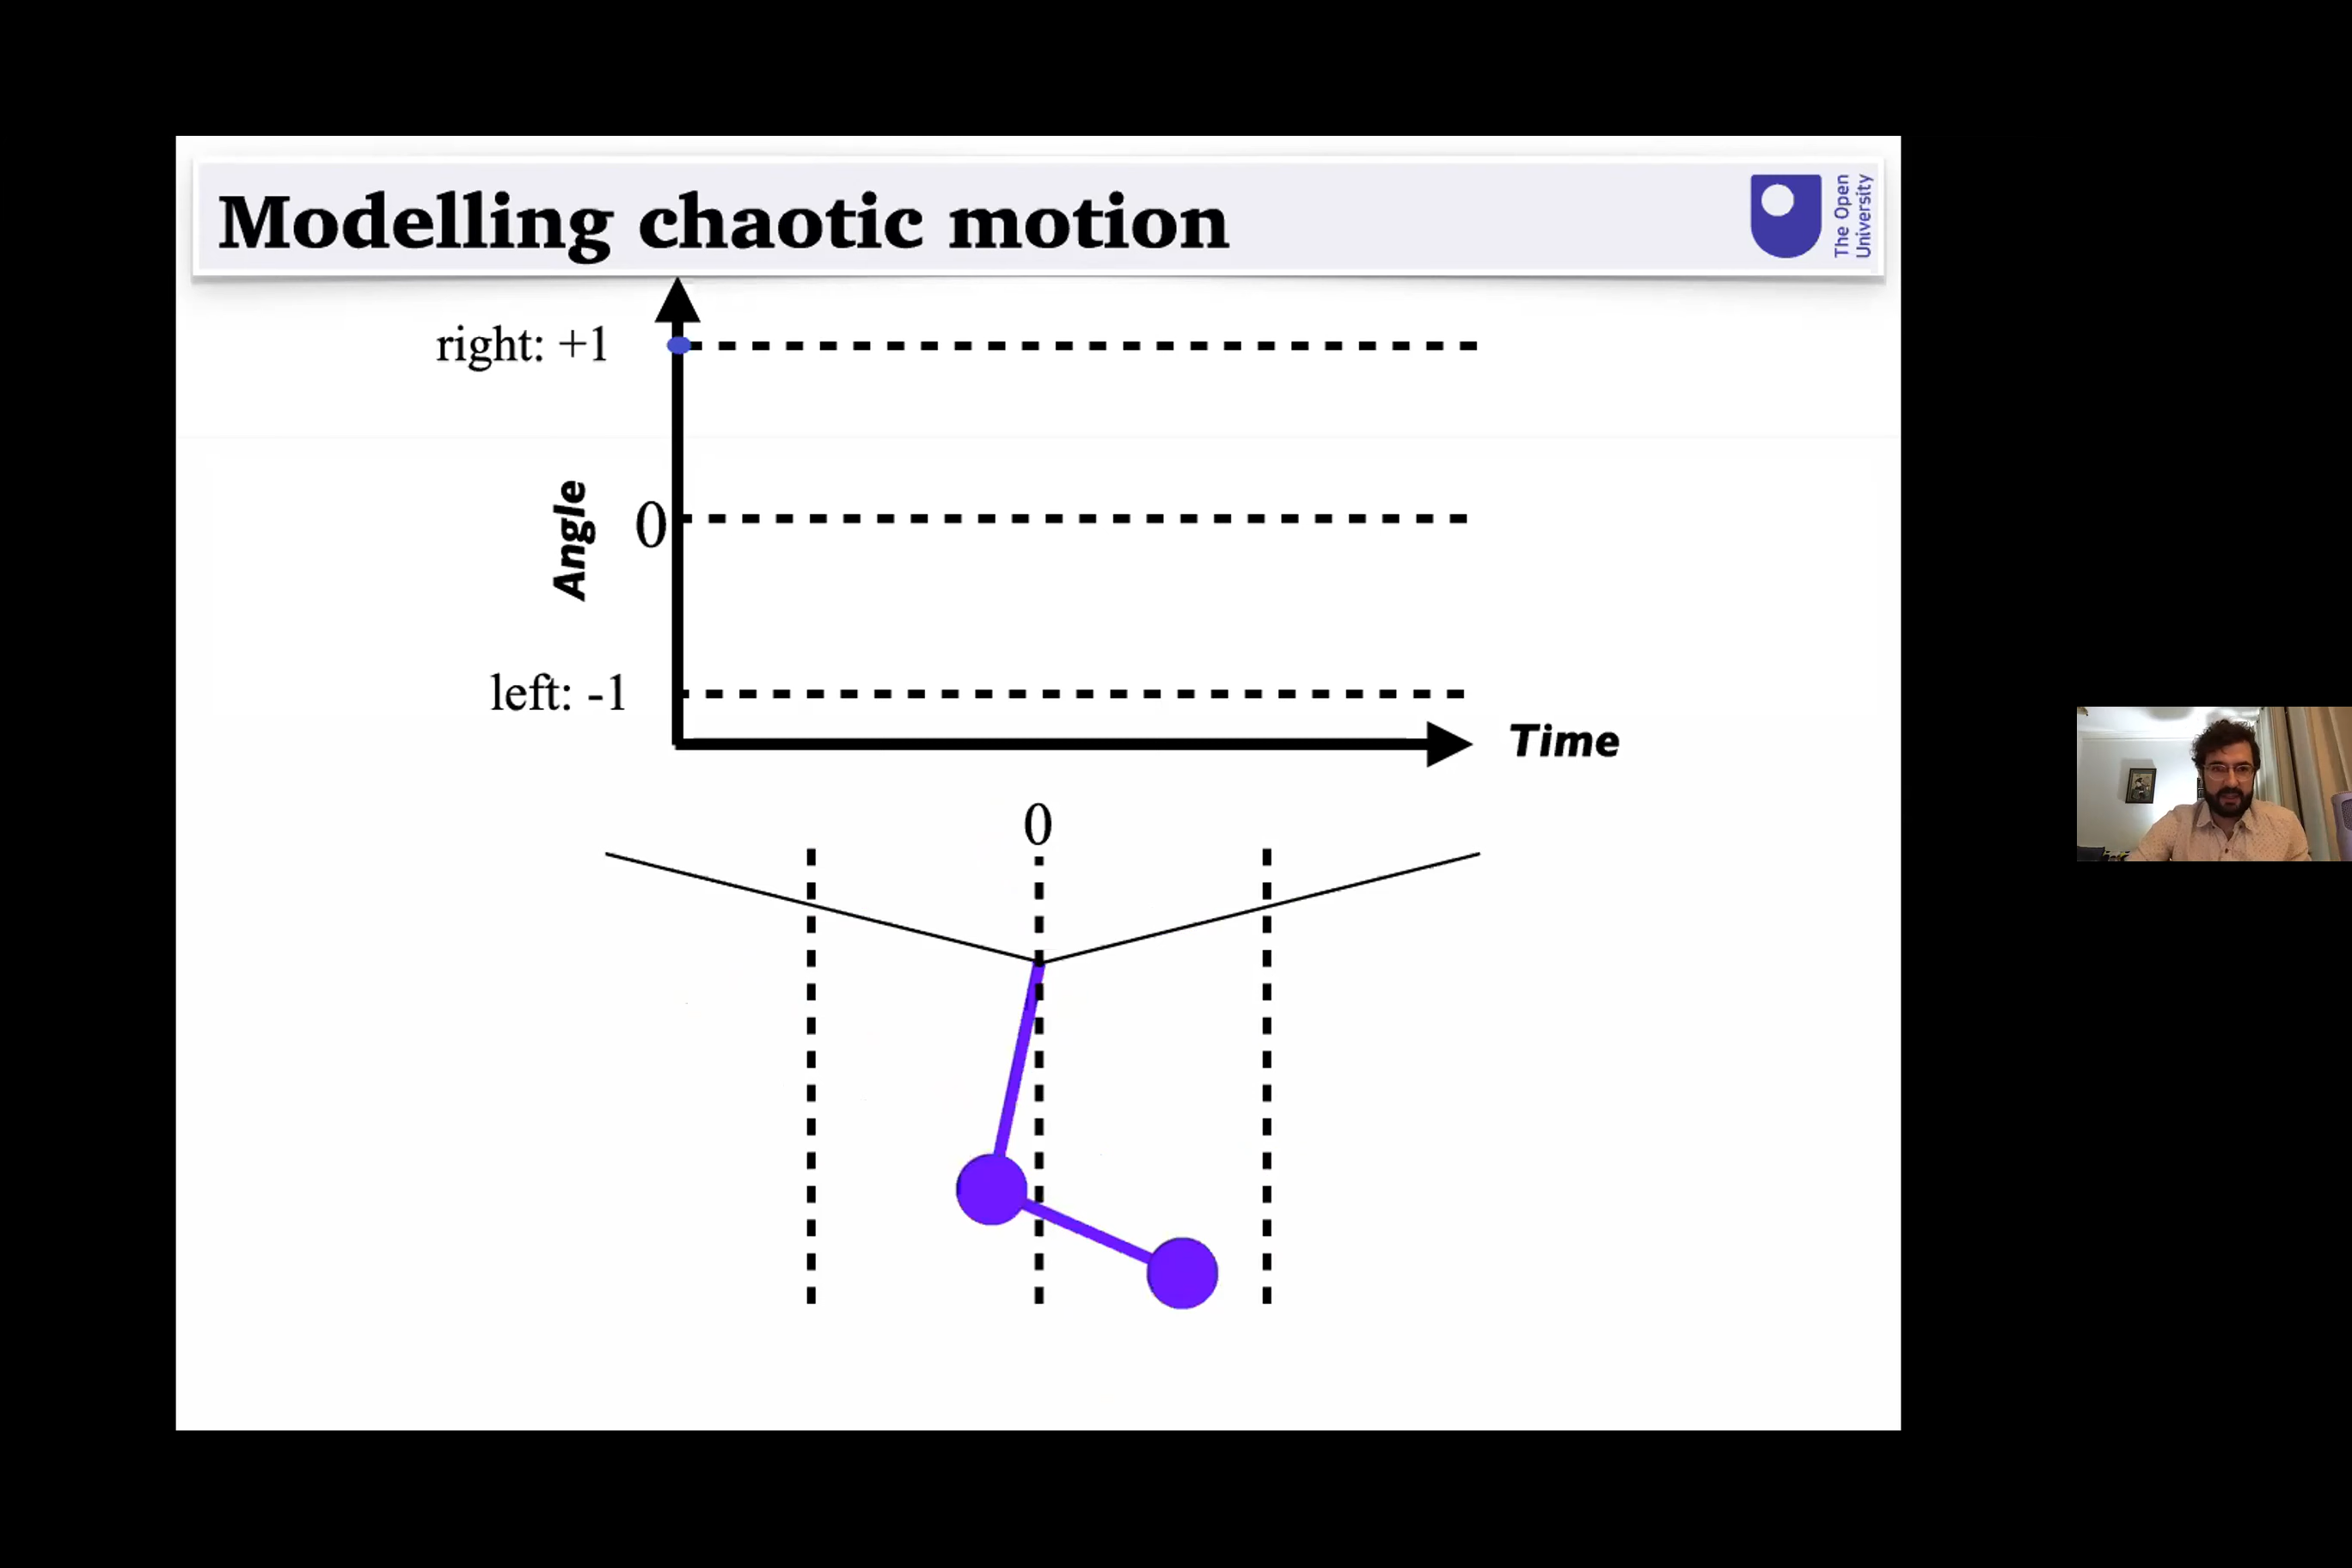 Modelling chaotic motion
The Open
University
right: +1
Angle
0
left: -1
Time
0